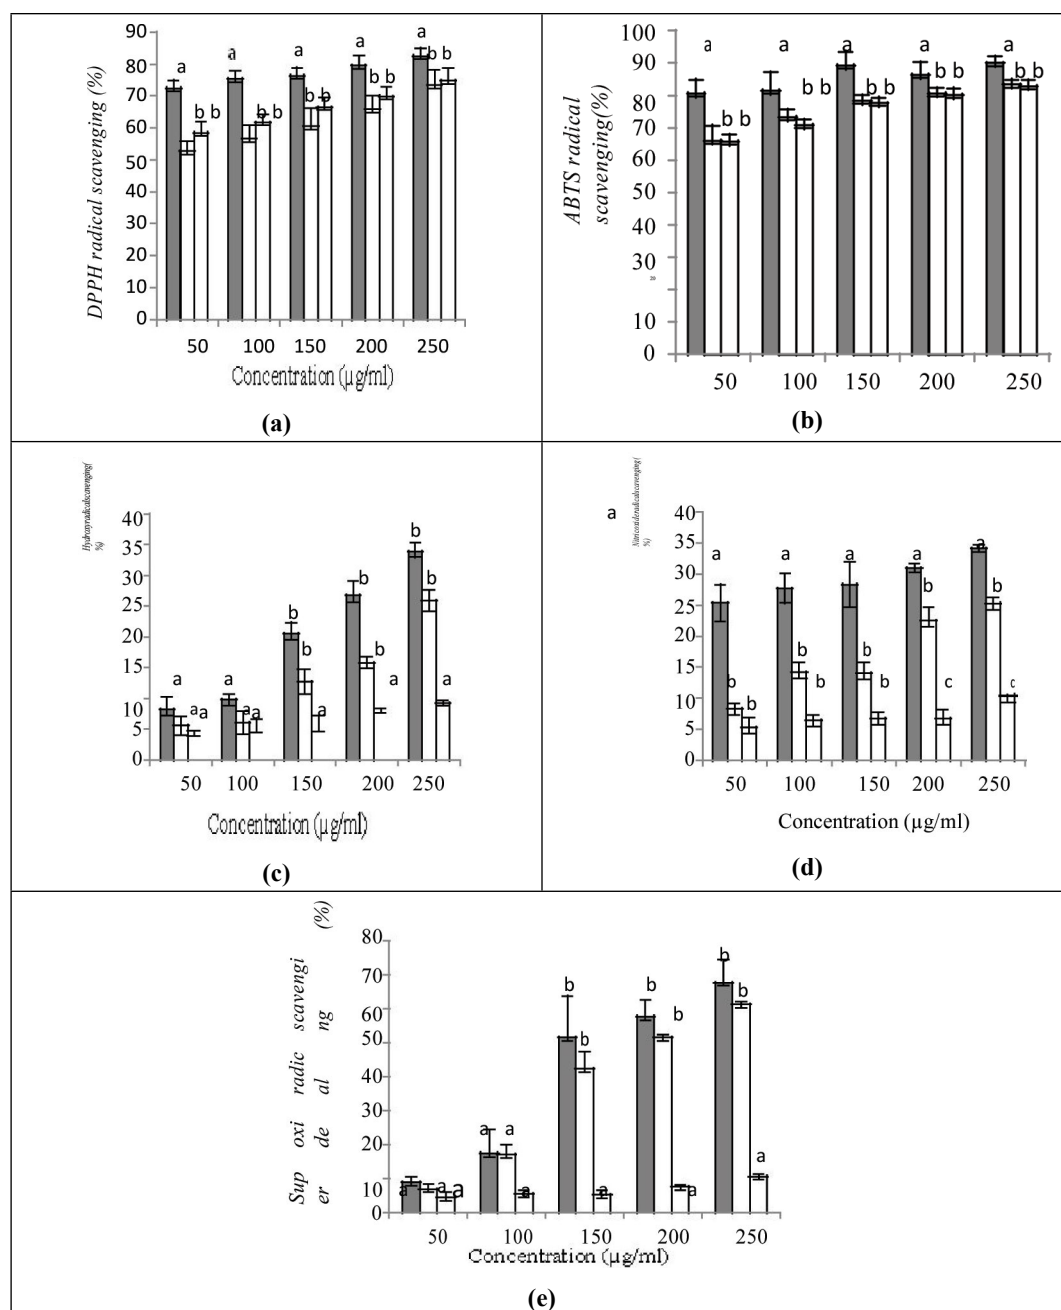 DPPH radical scavenging (%)
90
80
70
60
50
40
30
20
10
0
a
b b
a
b b
a
b b
a
b b
a
b b
50 100 150 200 250
Concentration (µg/ml)
(a)
ABTS radical
scavenging(%)
100
90
80
70
60
50
40
30
20
10
0
a
b b
a
b b
a
b b
a
b b
a
b b
50 100 150 200 250
(b)
Hydroxyradicalscavenging(
%)
40
35
30
25
20
15
10
5
0
a
a a
a
a a
b
b
a
b
b
a
b
b
a
50 100 150 200 250
Concentration (µg/ml)
(c)
a
Nitricoxideradicalscavenging(
%)
40
35
30
25
20
15
10
5
0
a
b
b
a
b
b
a
b
b
a
b
c
a
b
c
50 100 150 200 250
Concentration (µg/ml)
(d)
Sup oxi radic scavengi (%)
er de al ng
80
70
60
50
40
30
20
10
0
a
a
a
a
a
a
b
b
a
b
b
a
b
b
a
50 100 150 200 250
Concentration (µg/ml)
(e)